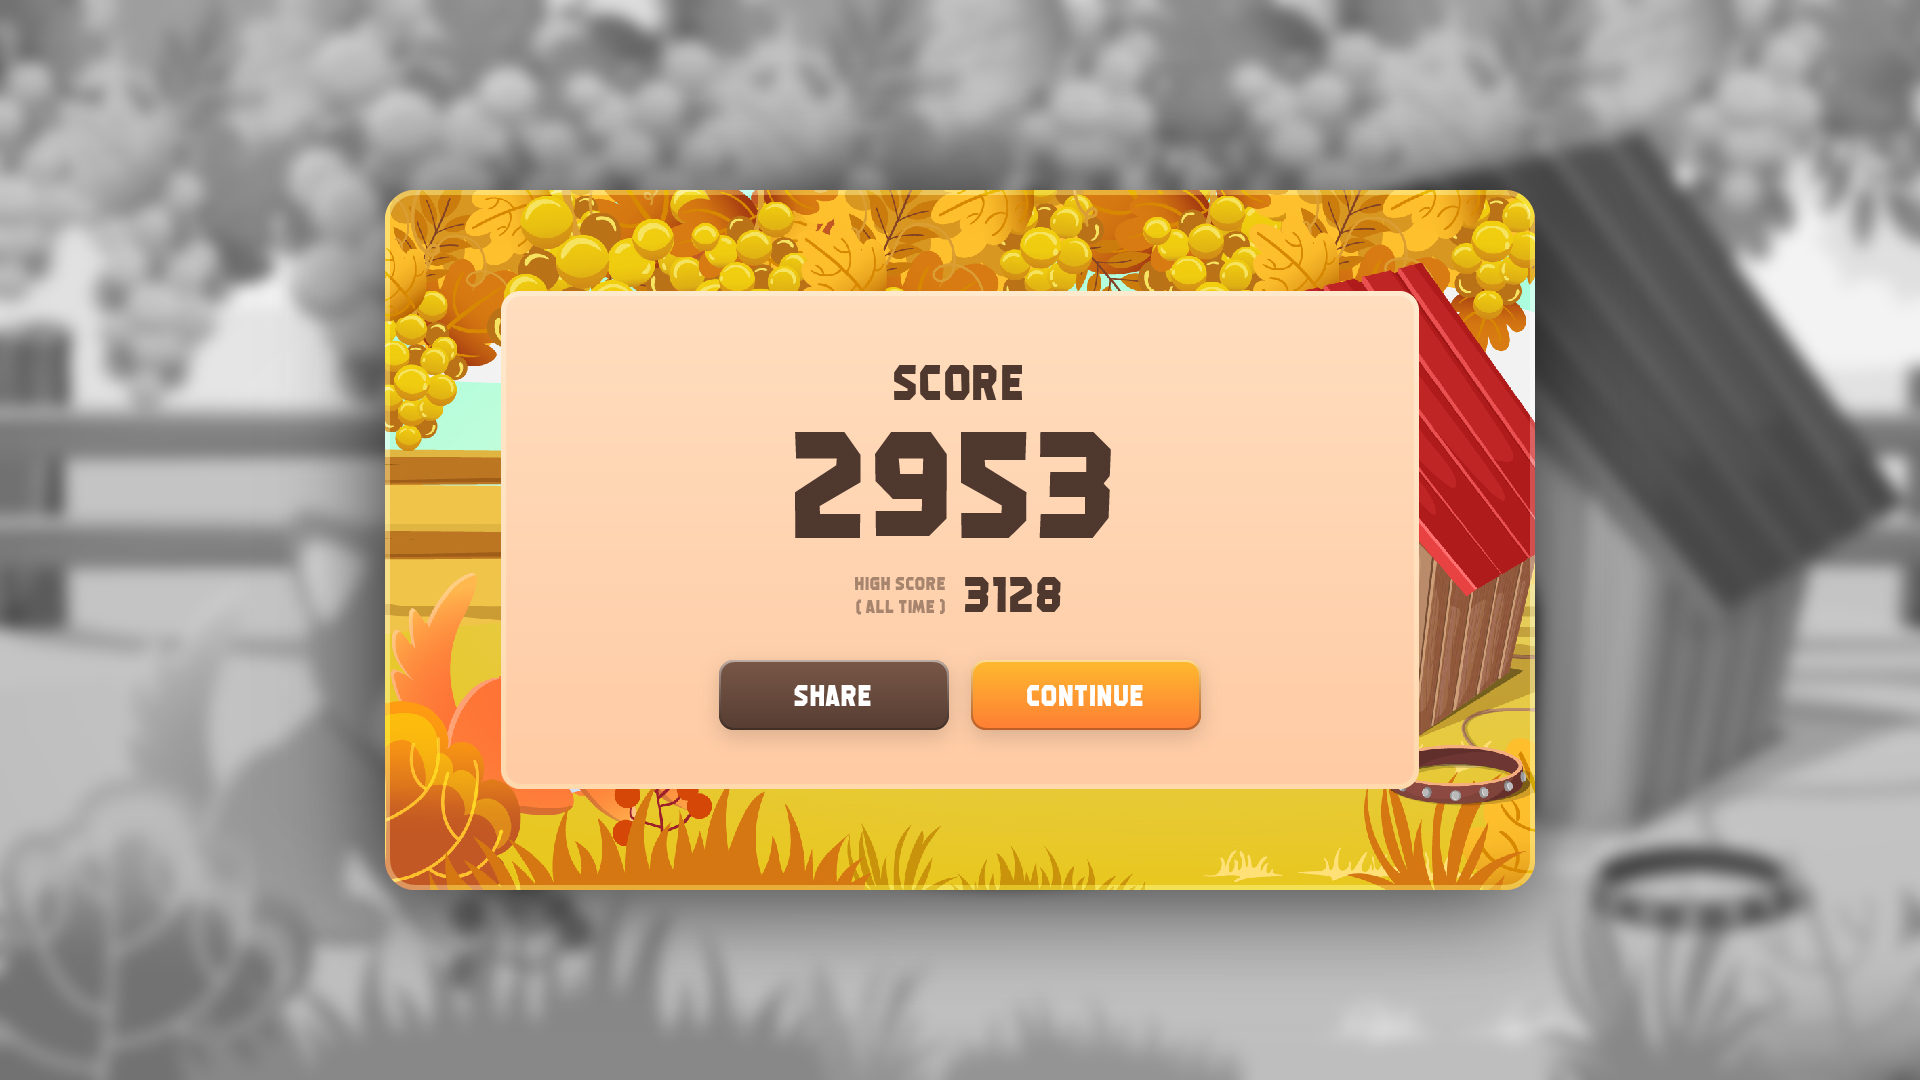 SCORE
2953
HIGH SCORE
( ALL TIME )
3128
SHARE
CONTINUE